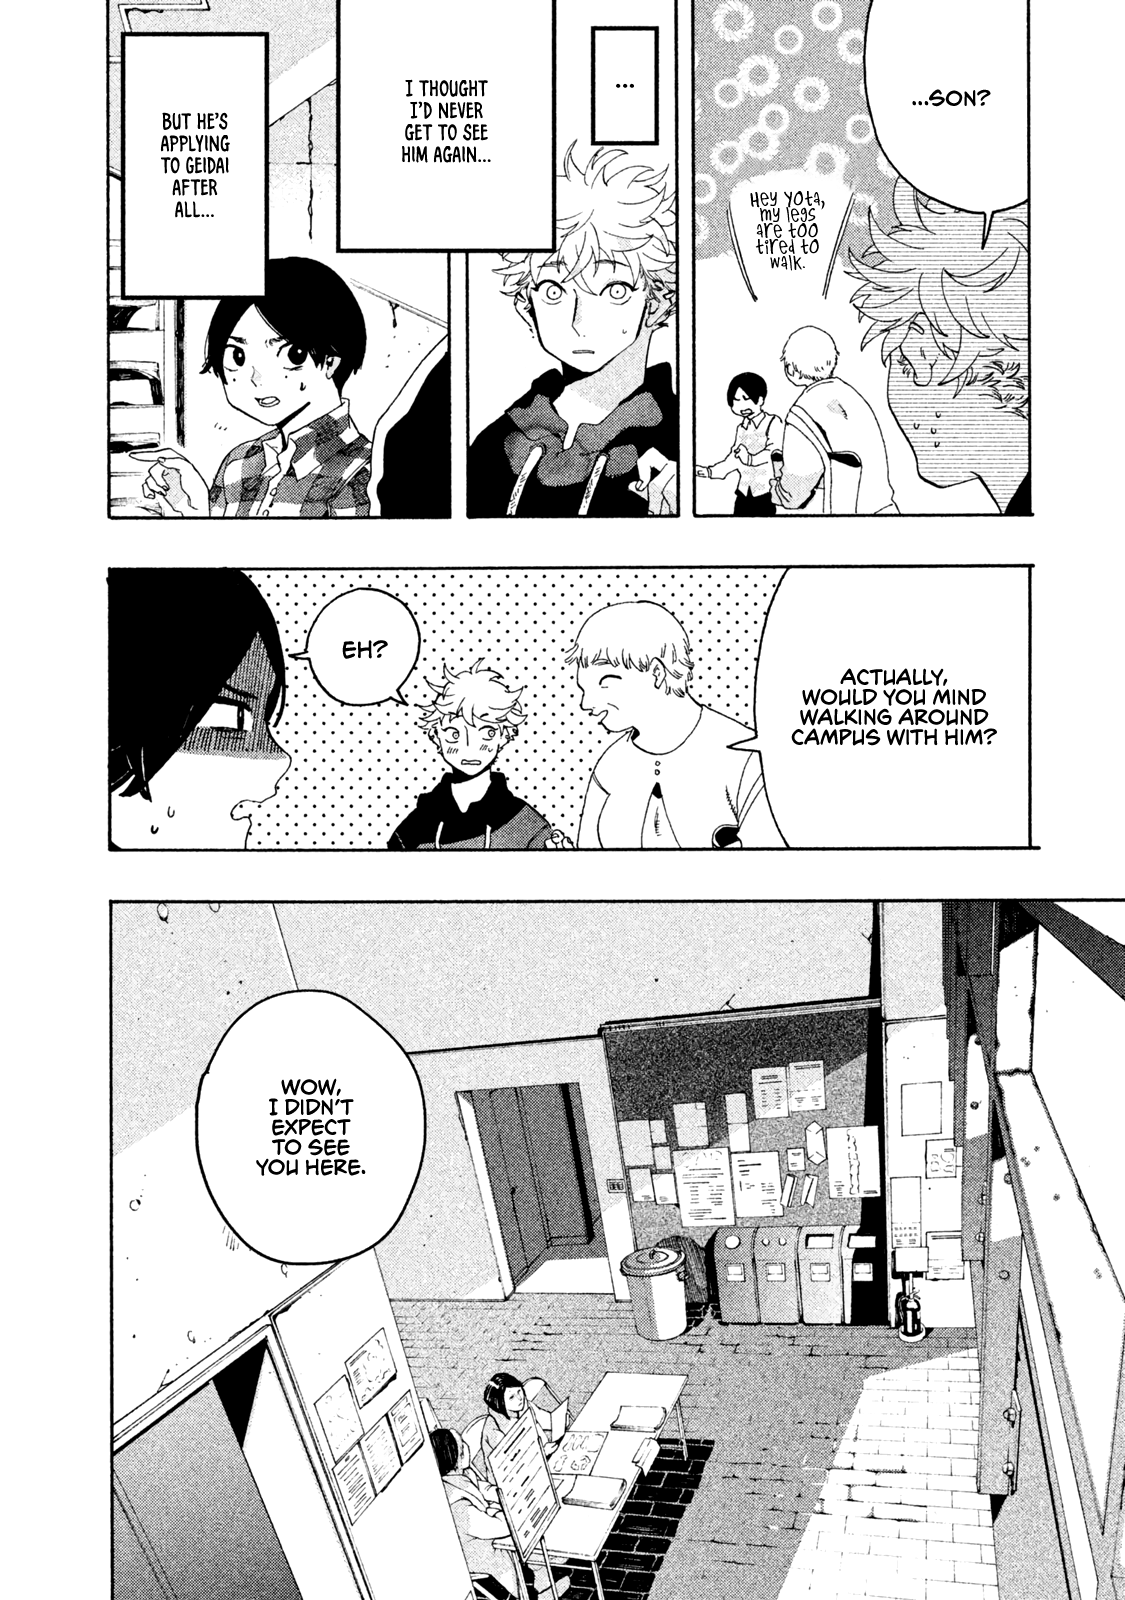 ...SON?
HEY YOTA,
MY LEGS
ARE TOO
TIRED TO
WALK.
...
I THOUGHT
I'D NEVER
GET TO SEE
HIM AGAIN...
BUT HE'S
APPLYING
TO GEIDAI
AFTER
ALL...
ACTUALLY,
WOULD YOU MIND
WALKING AROUND
CAMPUS WITH HIM?
EH?
WOW,
I DIDN'T
EXPECT
TO SEE
YOU HERE.